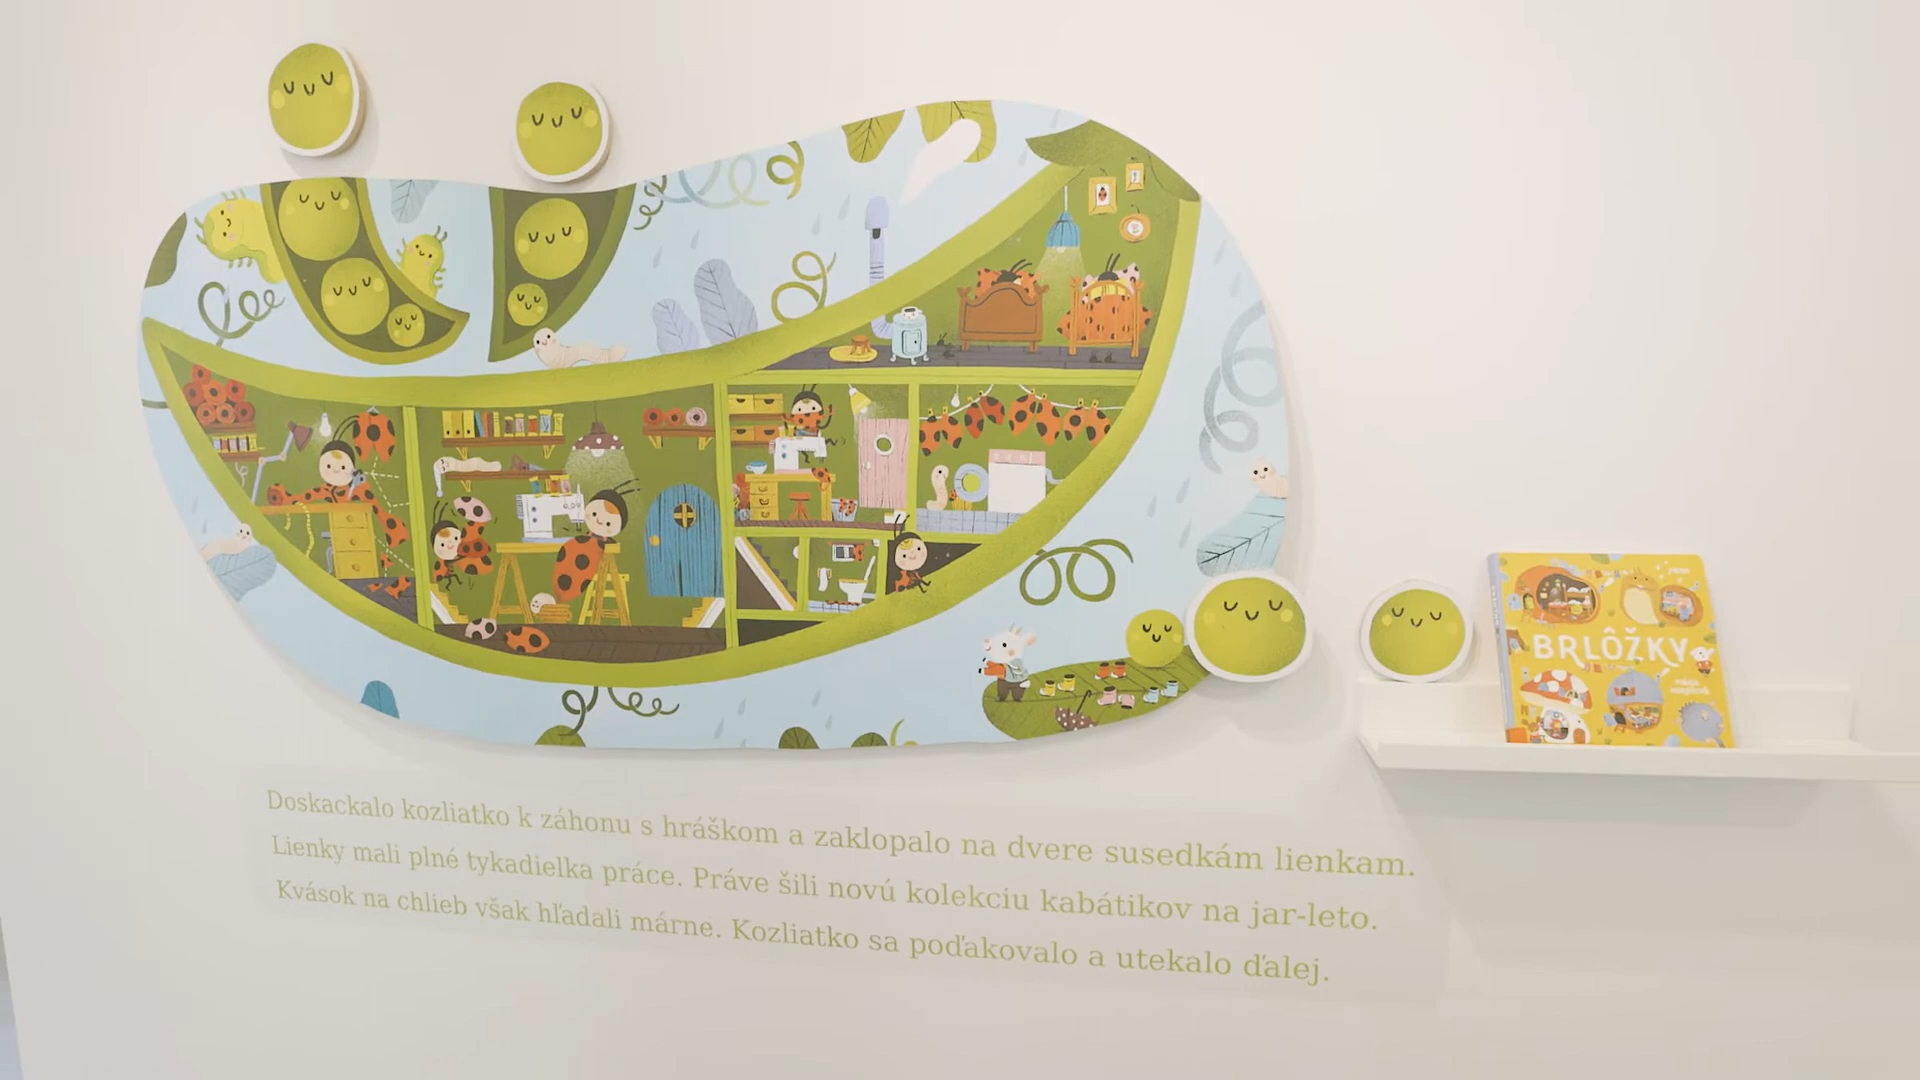 BRLÔŽKY
Doskackalo kozliatko k záhonu s hráškom a zaklopalo na dvere susedkám lienkam.
Lienky mali plné tykadielka práce. Práve šili novú kolekciu kabátikov na jar-leto.
Kvások na chlieb však hľadali márne. Kozliatko sa poďakovalo a utekalo ďalej.